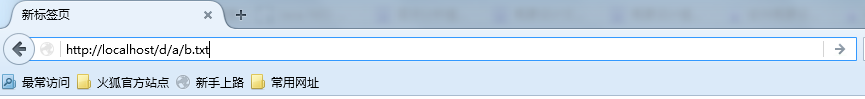 新标签页
http://localhost/d/a/b.txt
最常访问 火狐官方站点 新手上路 常用网址